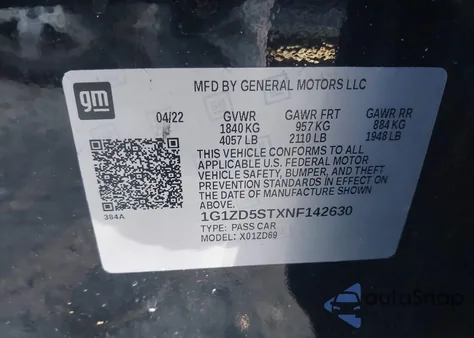 gm
MFD BY GENERAL MOTORS LLC
04/22 GVWR GAWR FRT GAWR RR
1840 KG 957 KG 884 KG
4057 LB 2110 LB 1948 LB
THIS VEHICLE CONFORMS TO ALL
APPLICABLE U.S. FEDERAL MOTOR
VEHICLE SAFETY, BUMPER, AND THEFT
PREVENTION STANDARDS IN EFFECT ON
THE DATE OF MANUFACTURE SHOWN
ABOVE.
384A
1G1ZD5STXNF142630
TYPE: PASS CAR
MODEL: X01ZD69
AutoSnap